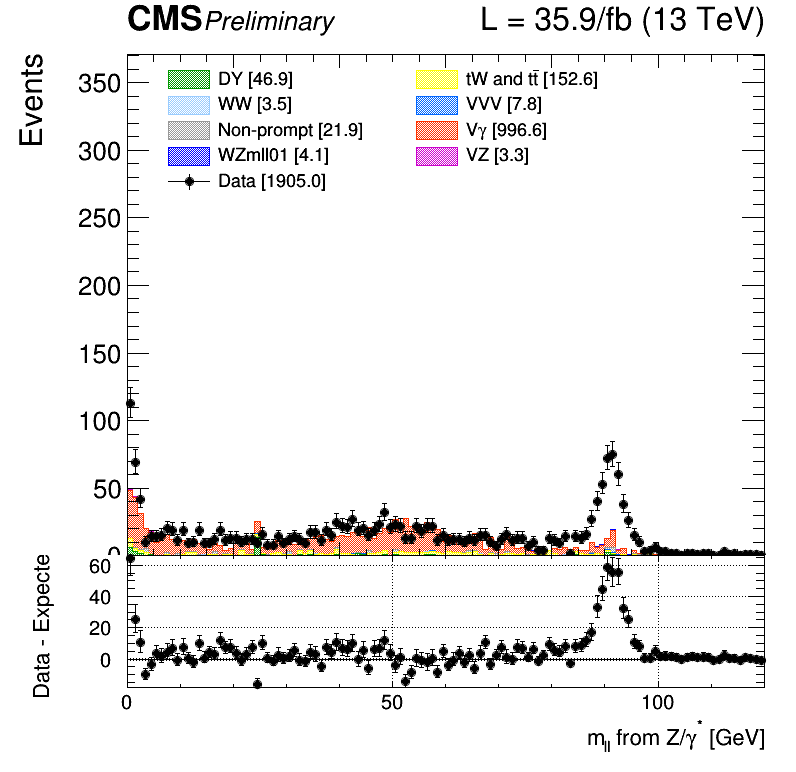 CMS Preliminary L = 35.9/fb (13 TeV)
Events
350
300
250
200
150
100
50
0
DY [46.9]
WW [3.5]
Non-prompt [21.9]
WZmll01 [4.1]
Data [1905.0]
tW and tt̄ [152.6]
VVV [7.8]
Vγ [996.6]
VZ [3.3]
Data - Expecte
60
40
20
0
0 50 100
m_ll from Z/γ* [GeV]